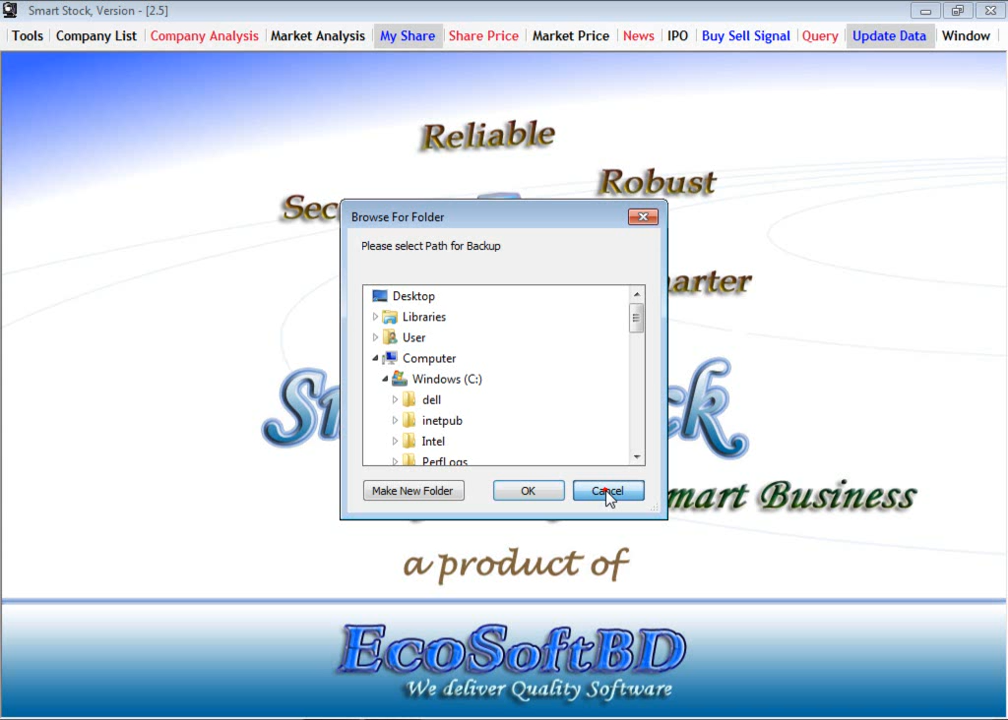 Smart Stock, Version - [2.5]
Tools Company List Company Analysis Market Analysis My Share Share Price Market Price News IPO Buy Sell Signal Query Update Data Window
Reliable
Robust
Sec
arter
Browse For Folder
Please select Path for Backup
Desktop
Libraries
User
Computer
Windows (C:)
dell
inetpub
Intel
PerfLogs
Make New Folder OK Cancel
k
mart Business
a product of
EcoSoftBD
We deliver Quality Software